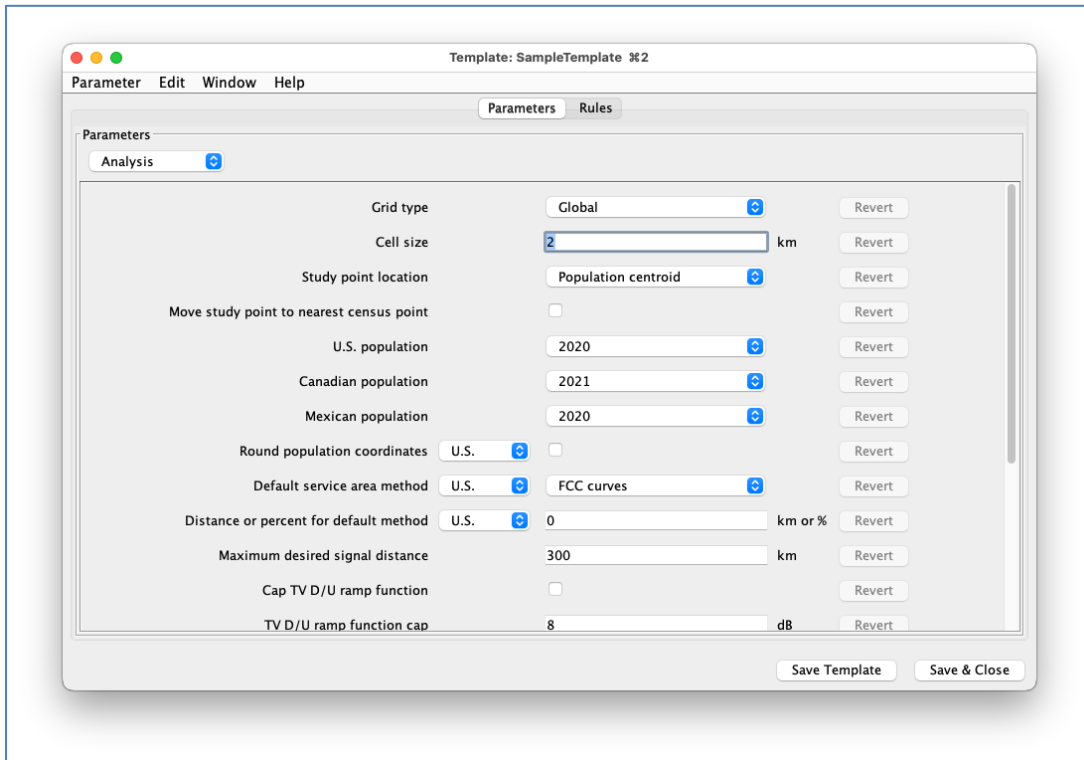 Template: SampleTemplate ⌘2
Parameter Edit Window Help
Parameters Rules
Parameters
Analysis
Grid type Global Revert
Cell size 2 km Revert
Study point location Population centroid Revert
Move study point to nearest census point Revert
U.S. population 2020 Revert
Canadian population 2021 Revert
Mexican population 2020 Revert
Round population coordinates U.S. Revert
Default service area method U.S. FCC curves Revert
Distance or percent for default method U.S. 0 km or % Revert
Maximum desired signal distance 300 km Revert
Cap TV D/U ramp function Revert
TV D/U ramp function cap 8 dB Revert
Save Template Save & Close